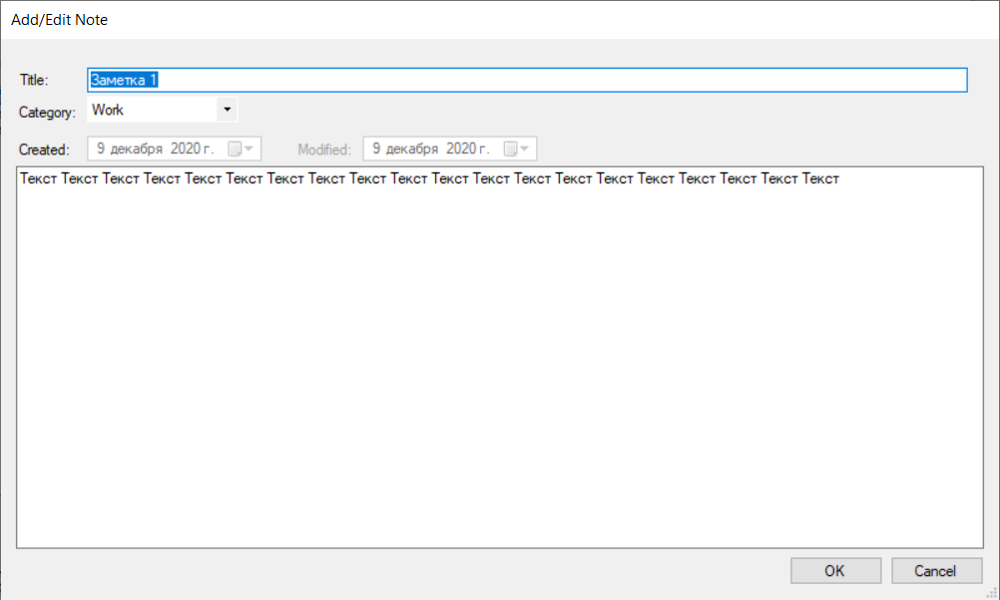 Add/Edit Note
Title: Заметка 1
Category: Work
Created: 9 декабря 2020 г. Modified: 9 декабря 2020 г.
Текст Текст Текст Текст Текст Текст Текст Текст Текст Текст Текст Текст Текст Текст Текст Текст Текст Текст Текст Текст
OK Cancel